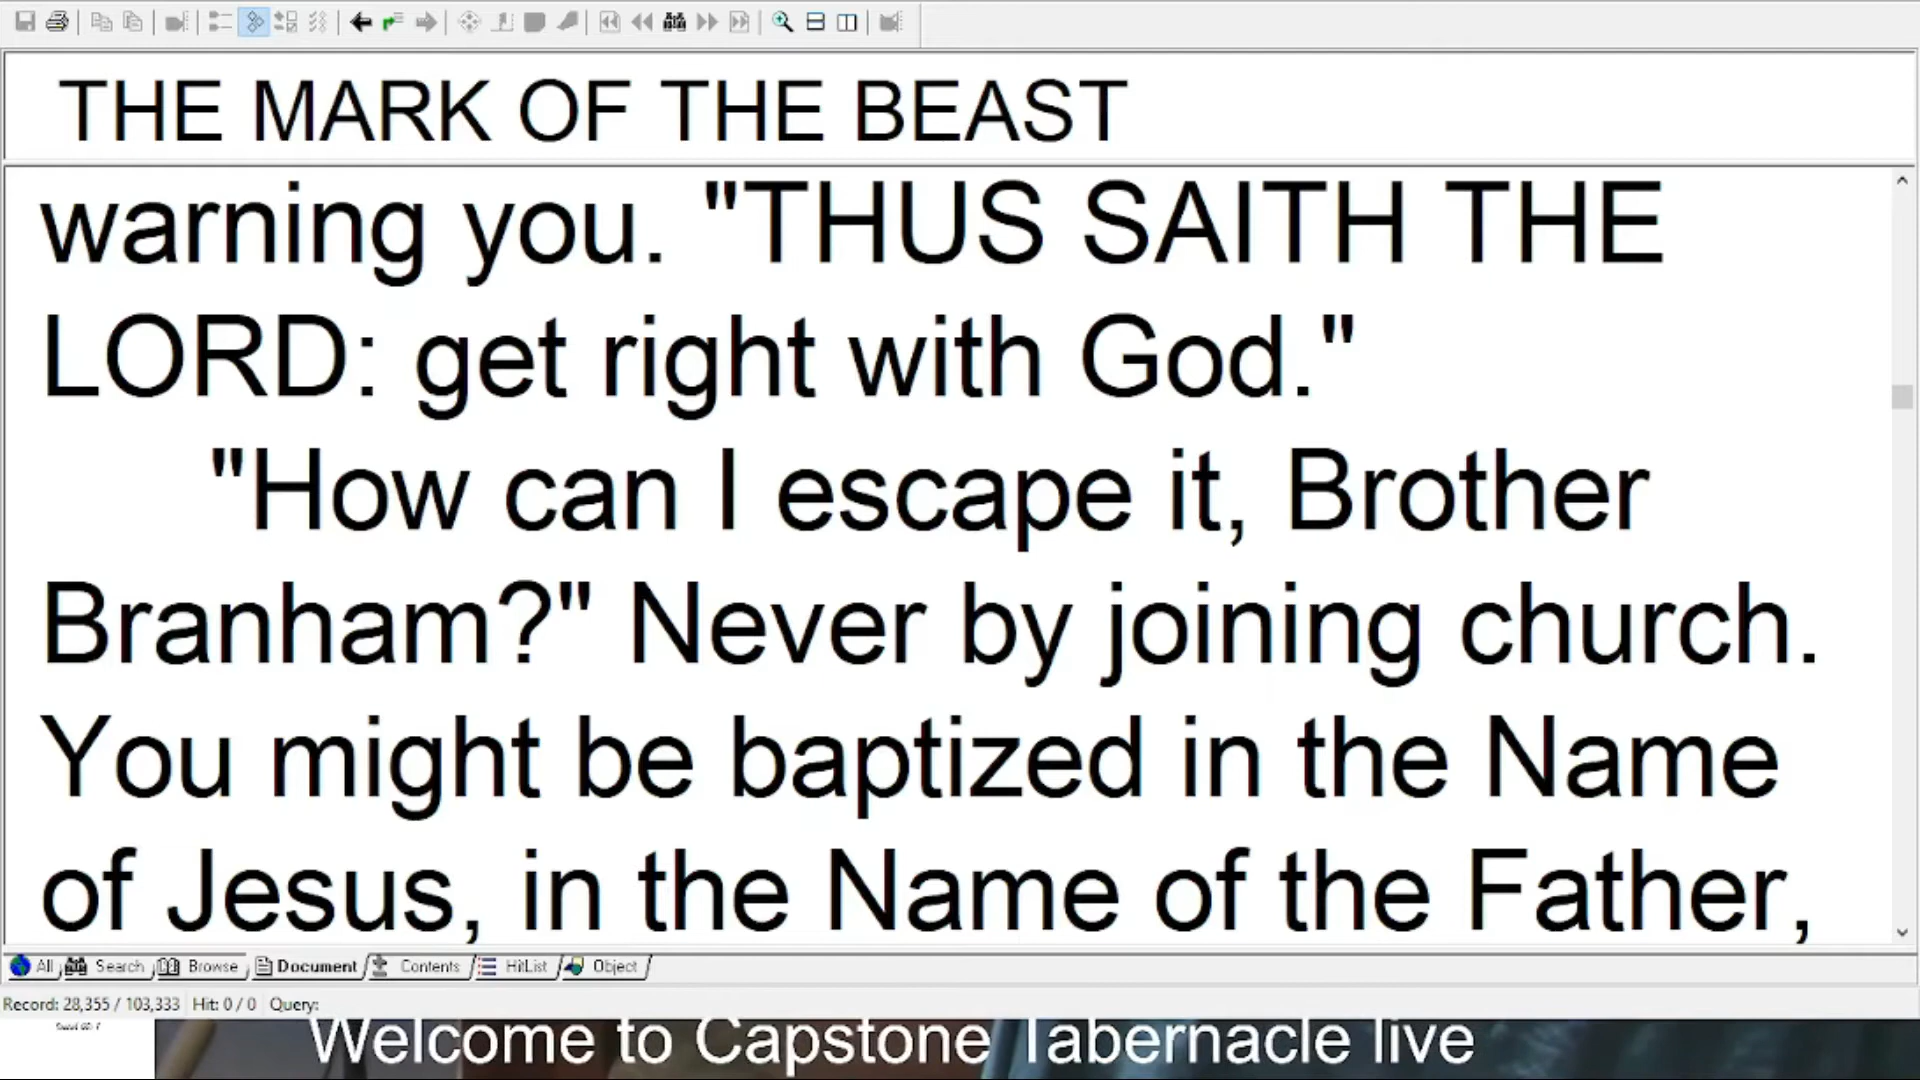 THE MARK OF THE BEAST
warning you. "THUS SAITH THE
LORD: get right with God."
"How can I escape it, Brother
Branham?" Never by joining church.
You might be baptized in the Name
of Jesus, in the Name of the Father,
All Search Browse Document Contents HitList Object
Record: 28,355 / 103,333 Hit: 0 / 0 Query:
Welcome to Capstone Tabernacle live